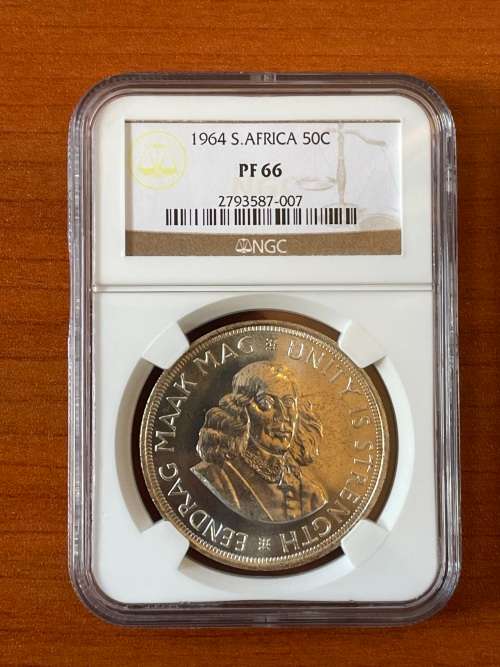 1964 S.AFRICA 50C
PF 66
2793587-007
NGC
EENDRAG MAAK MAG ✻ UNITY IS STRENGTH ✻